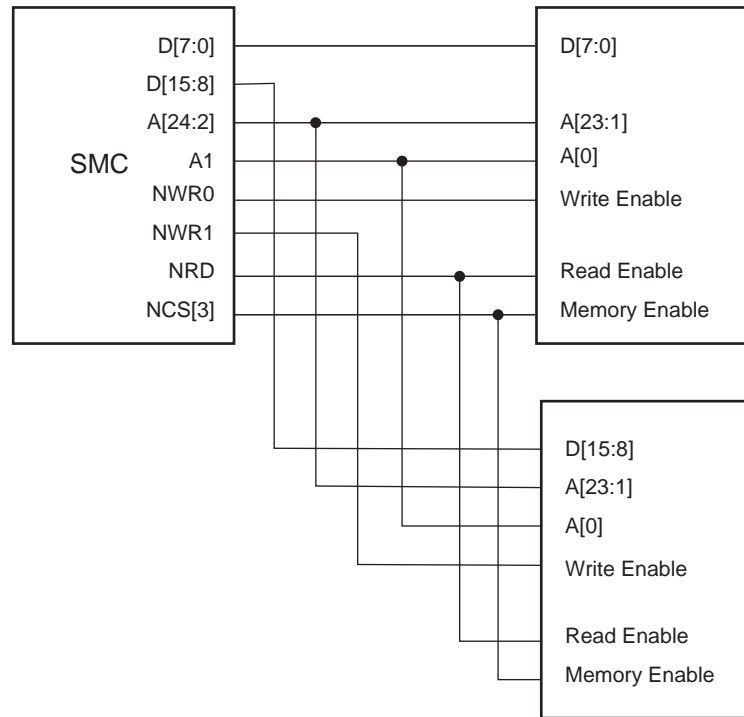 D[7:0]
D[15:8]
A[24:2]
SMC
A1
NWR0
NWR1
NRD
NCS[3]
D[7:0]
A[23:1]
A[0]
Write Enable
Read Enable
Memory Enable
D[15:8]
A[23:1]
A[0]
Write Enable
Read Enable
Memory Enable